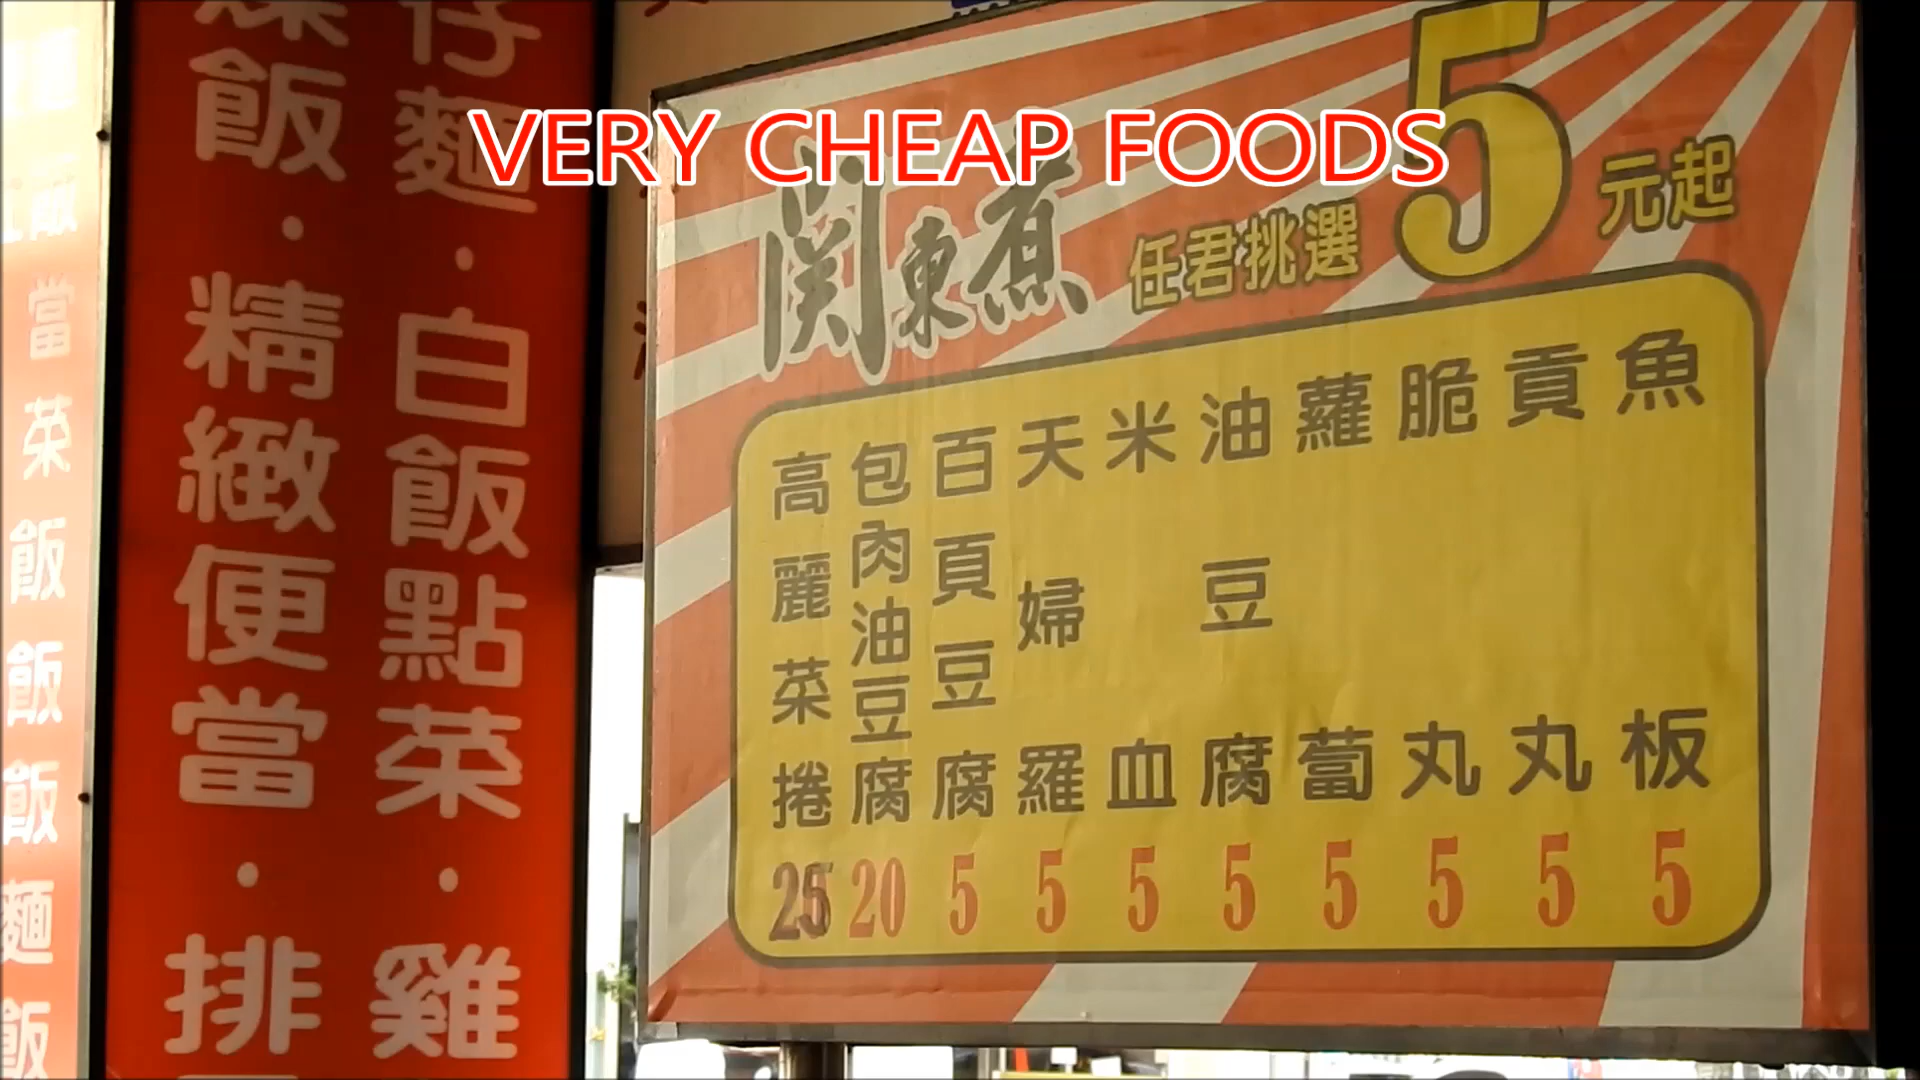 VERY CHEAP FOODS
関東煮
任君挑選5元起
魚板 5
貢丸 5
脆丸 5
蘿蔔 5
油豆腐 5
米血 5
天婦羅 5
百頁豆腐 5
包肉油豆腐 20
高麗菜捲 25
仔麵・白飯點菜・雞
飯・精緻便當・排
當
菜
飯
飯
飯
麵
飯